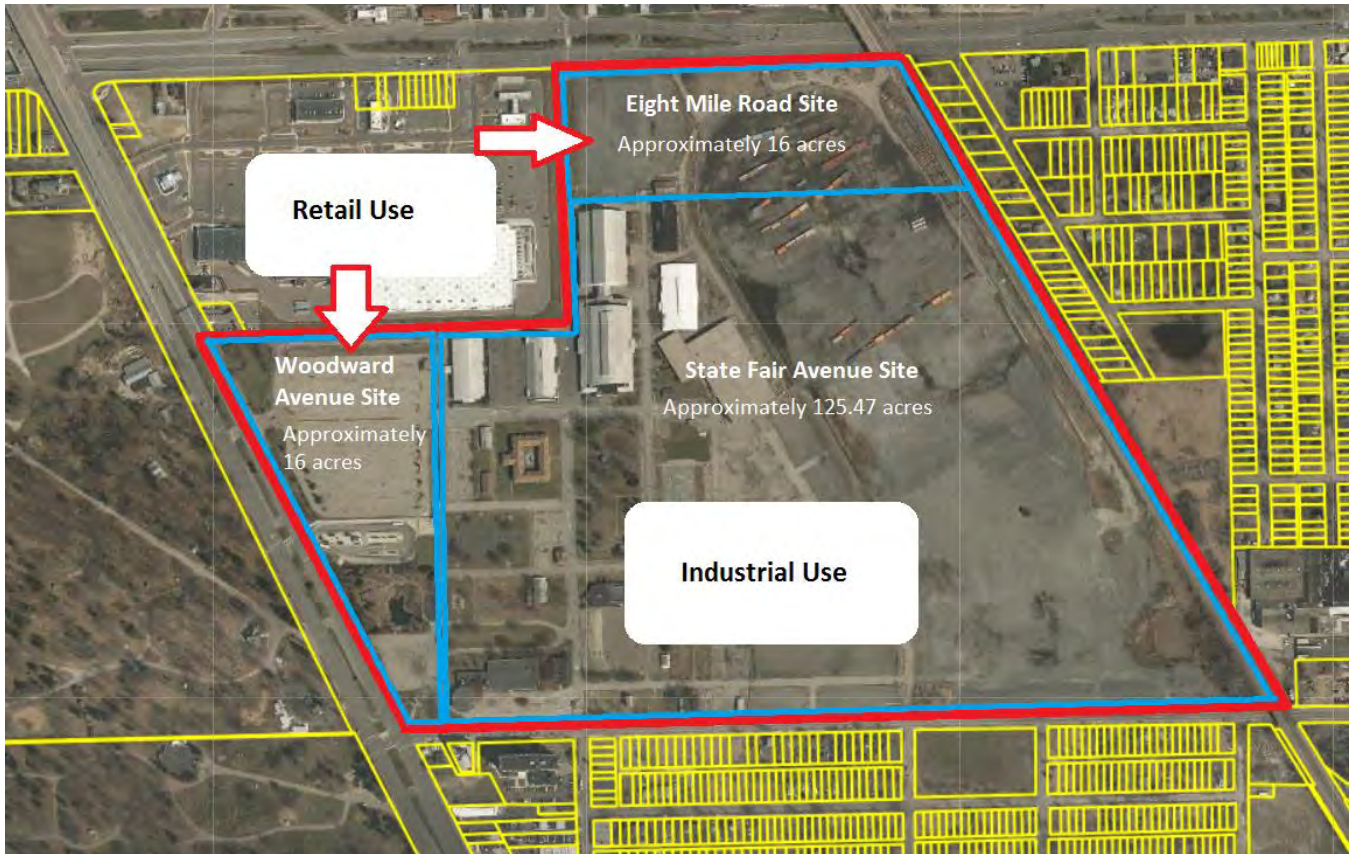 Eight Mile Road Site
Approximately 16 acres
Retail Use
Woodward
Avenue Site
Approximately
16 acres
State Fair Avenue Site
Approximately 125.47 acres
Industrial Use